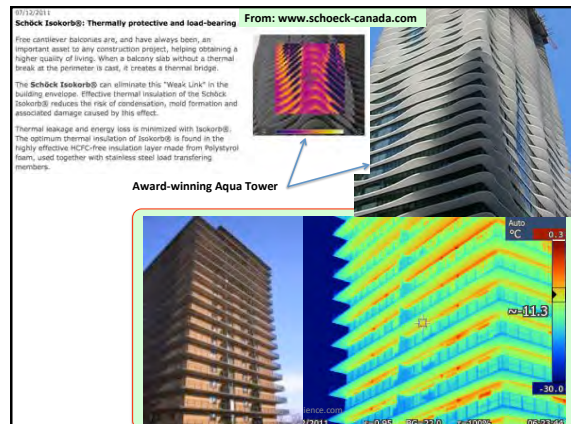 07/12/2011
Schöck Isokorb®: Thermally protective and load-bearing
From: www.schoeck-canada.com
Free cantilever balconies are, and have always been, an
important asset to any construction project, helping obtaining a
higher quality of living. When a balcony slab without a thermal
break at the perimeter is cast, it creates a thermal bridge.
The Schöck Isokorb® can eliminate this "Weak Link" in the
building envelope. Effective thermal insulation of the Schöck
Isokorb® reduces the risk of condensation, mold formation and
associated damage caused by this effect.
Thermal leakage and energy loss is minimized with Isokorb®.
The optimum thermal insulation of Isokorb® is found in the
highly effective HCFC-free insulation layer made from Polystyrol
foam, used together with stainless steel load transfering
members.
Award-winning Aqua Tower
Auto
°C
0.3
~-11.3
-30.0
ience.com
/2011